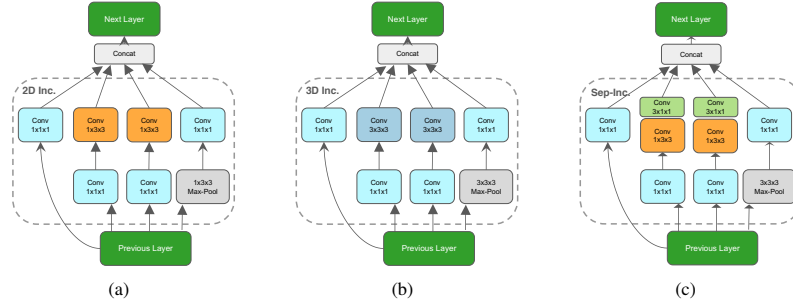 Next Layer
Concat
2D Inc.
Conv
1x1x1
Conv
1x3x3
Conv
1x3x3
Conv
1x1x1
Conv
1x1x1
Conv
1x1x1
1x3x3
Max-Pool
Previous Layer
(a)
Next Layer
Concat
3D Inc.
Conv
1x1x1
Conv
3x3x3
Conv
3x3x3
Conv
1x1x1
Conv
1x1x1
Conv
1x1x1
3x3x3
Max-Pool
Previous Layer
(b)
Next Layer
Concat
Sep-Inc.
Conv
3x1x1
Conv
3x1x1
Conv
1x1x1
Conv
1x3x3
Conv
1x3x3
Conv
1x1x1
Conv
1x1x1
Conv
1x1x1
3x3x3
Max-Pool
Previous Layer
(c)